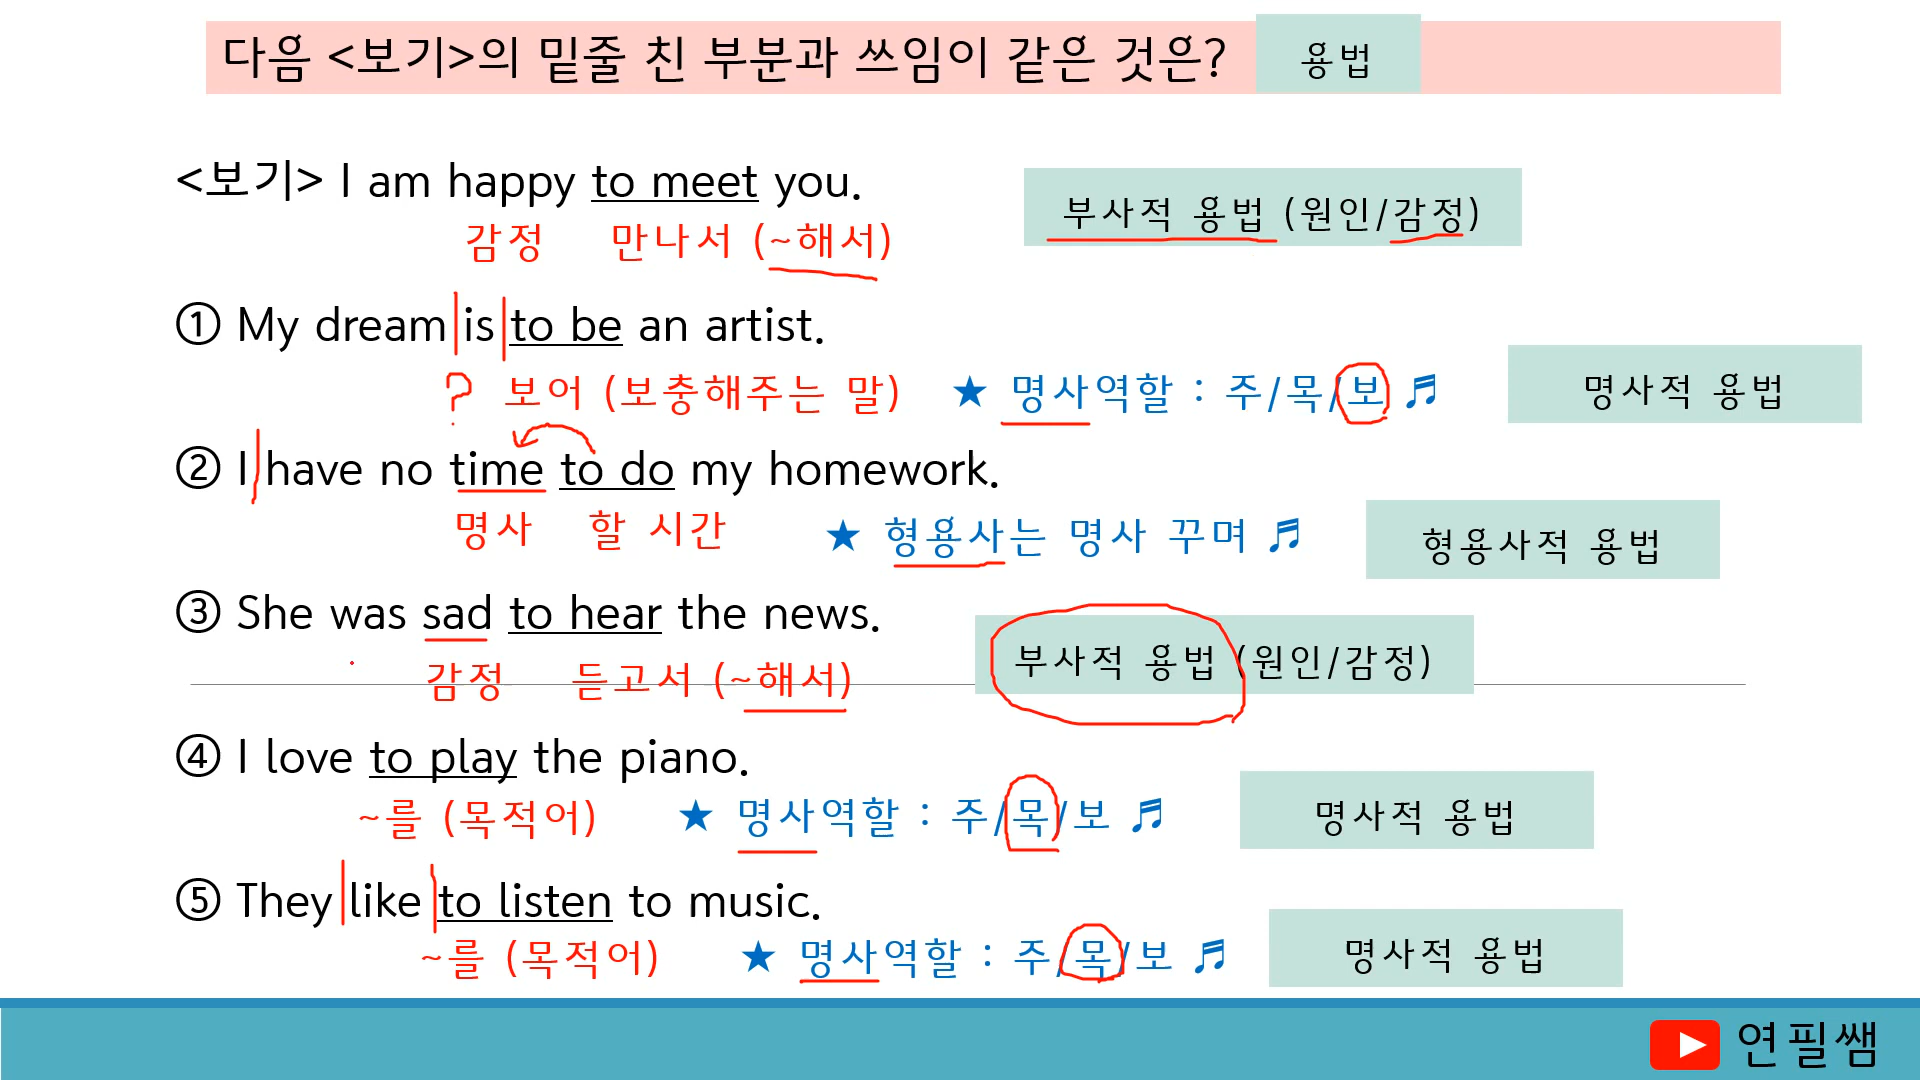 다음 <보기>의 밑줄 친 부분과 쓰임이 같은 것은? 용법
<보기> I am happy to meet you. 부사적 용법 (원인/감정)
감정 만나서 (~해서)
① My dream is to be an artist.
? 보어 (보충해주는 말) ★ 명사역할 : 주/목/보 ♬ 명사적 용법
② I have no time to do my homework.
명사 할 시간 ★ 형용사는 명사 꾸며 ♬ 형용사적 용법
③ She was sad to hear the news.
감정 듣고서 (~해서) 부사적 용법 (원인/감정)
④ I love to play the piano.
~를 (목적어) ★ 명사역할 : 주/목/보 ♬ 명사적 용법
⑤ They like to listen to music.
~를 (목적어) ★ 명사역할 : 주/목/보 ♬ 명사적 용법
연필쌤